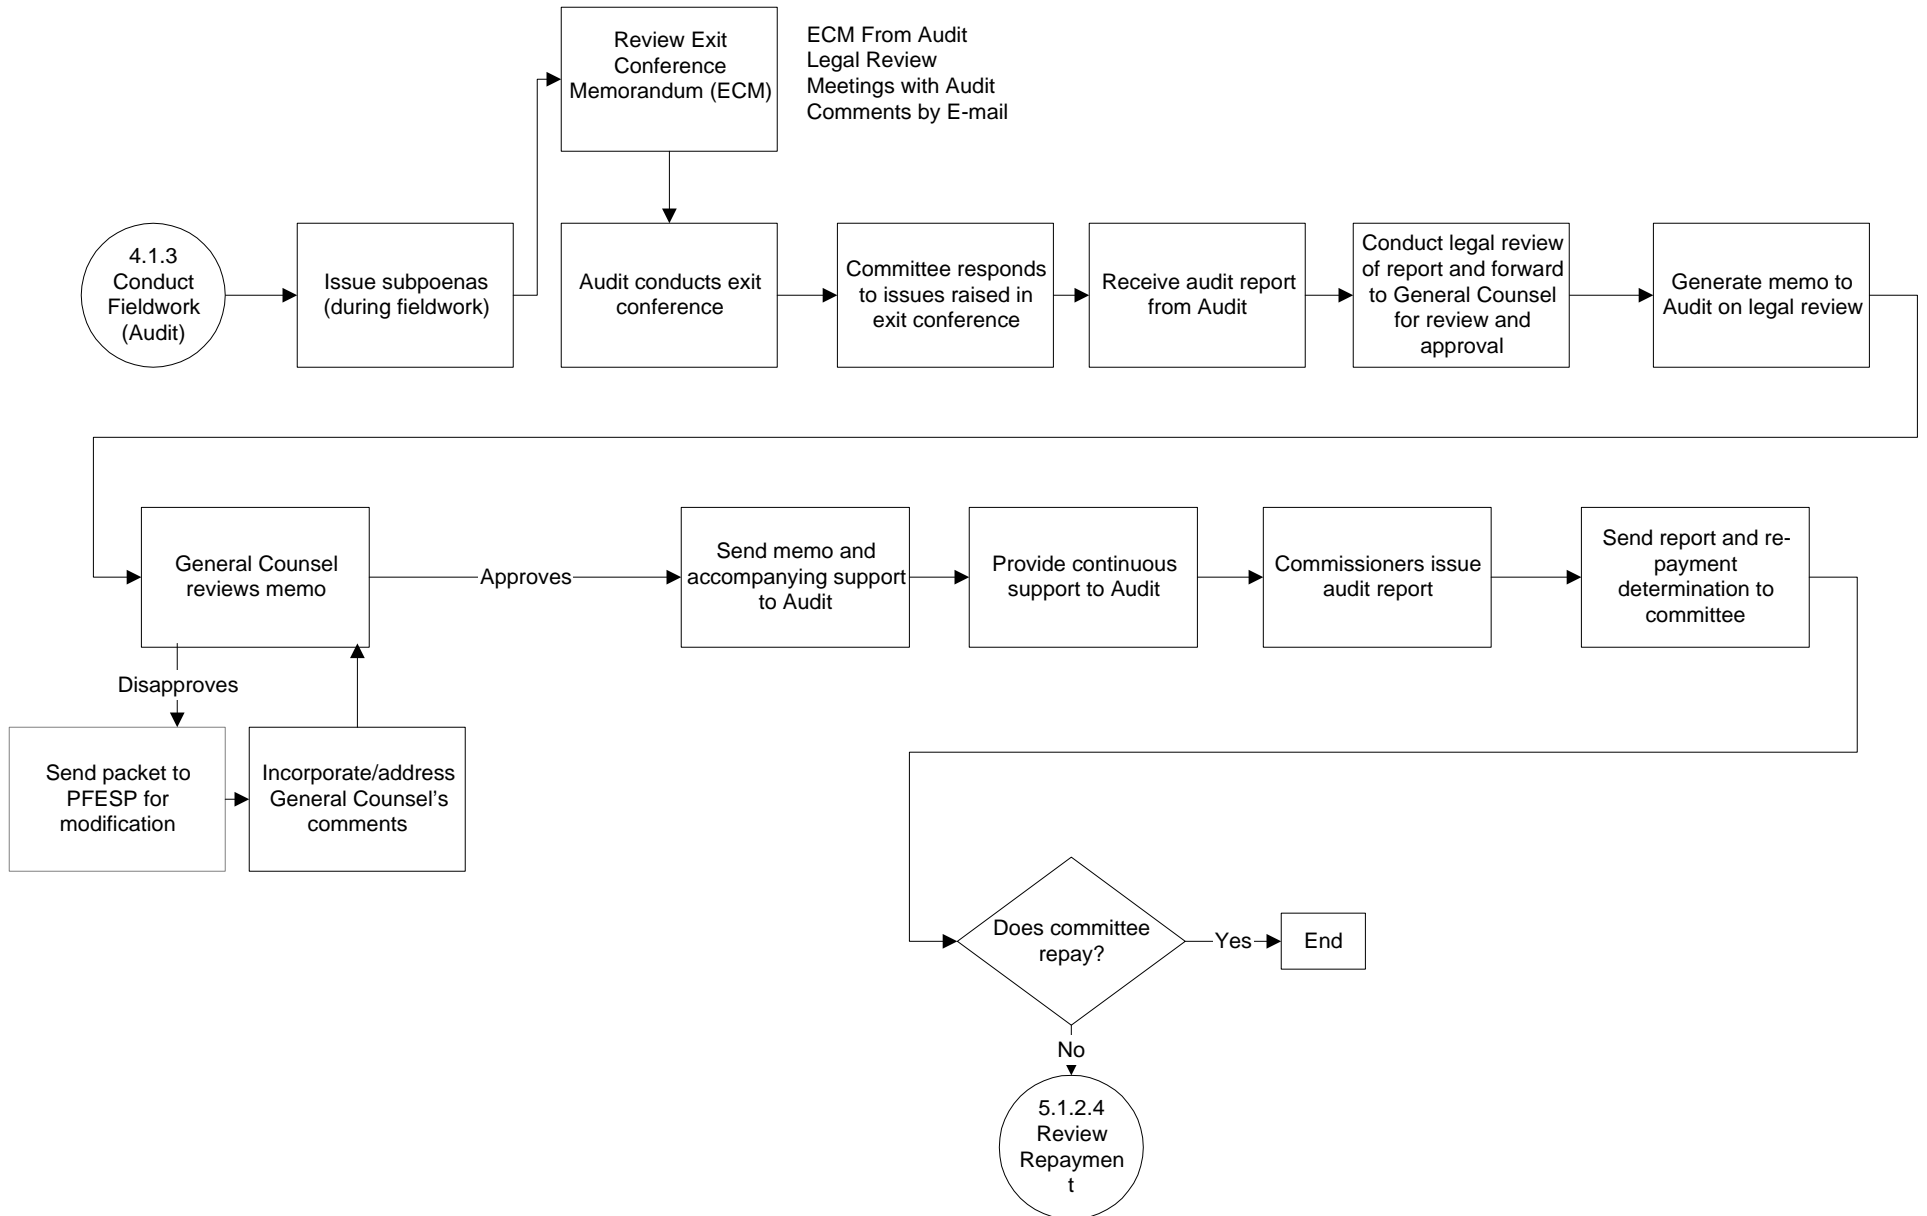 Review Exit
Conference
Memorandum (ECM)
ECM From Audit
Legal Review
Meetings with Audit
Comments by E-mail
4.1.3
Conduct
Fieldwork
(Audit)
Issue subpoenas
(during fieldwork)
Audit conducts exit
conference
Committee responds
to issues raised in
exit conference
Receive audit report
from Audit
Conduct legal review
of report and forward
to General Counsel
for review and
approval
Generate memo to
Audit on legal review
General Counsel
reviews memo
Approves
Send memo and
accompanying support
to Audit
Provide continuous
support to Audit
Commissioners issue
audit report
Send report and re-
payment
determination to
committee
Disapproves
Send packet to
PFESP for
modification
Incorporate/address
General Counsel’s
comments
Does committee
repay?
Yes
End
No
5.1.2.4
Review
Repaymen
t